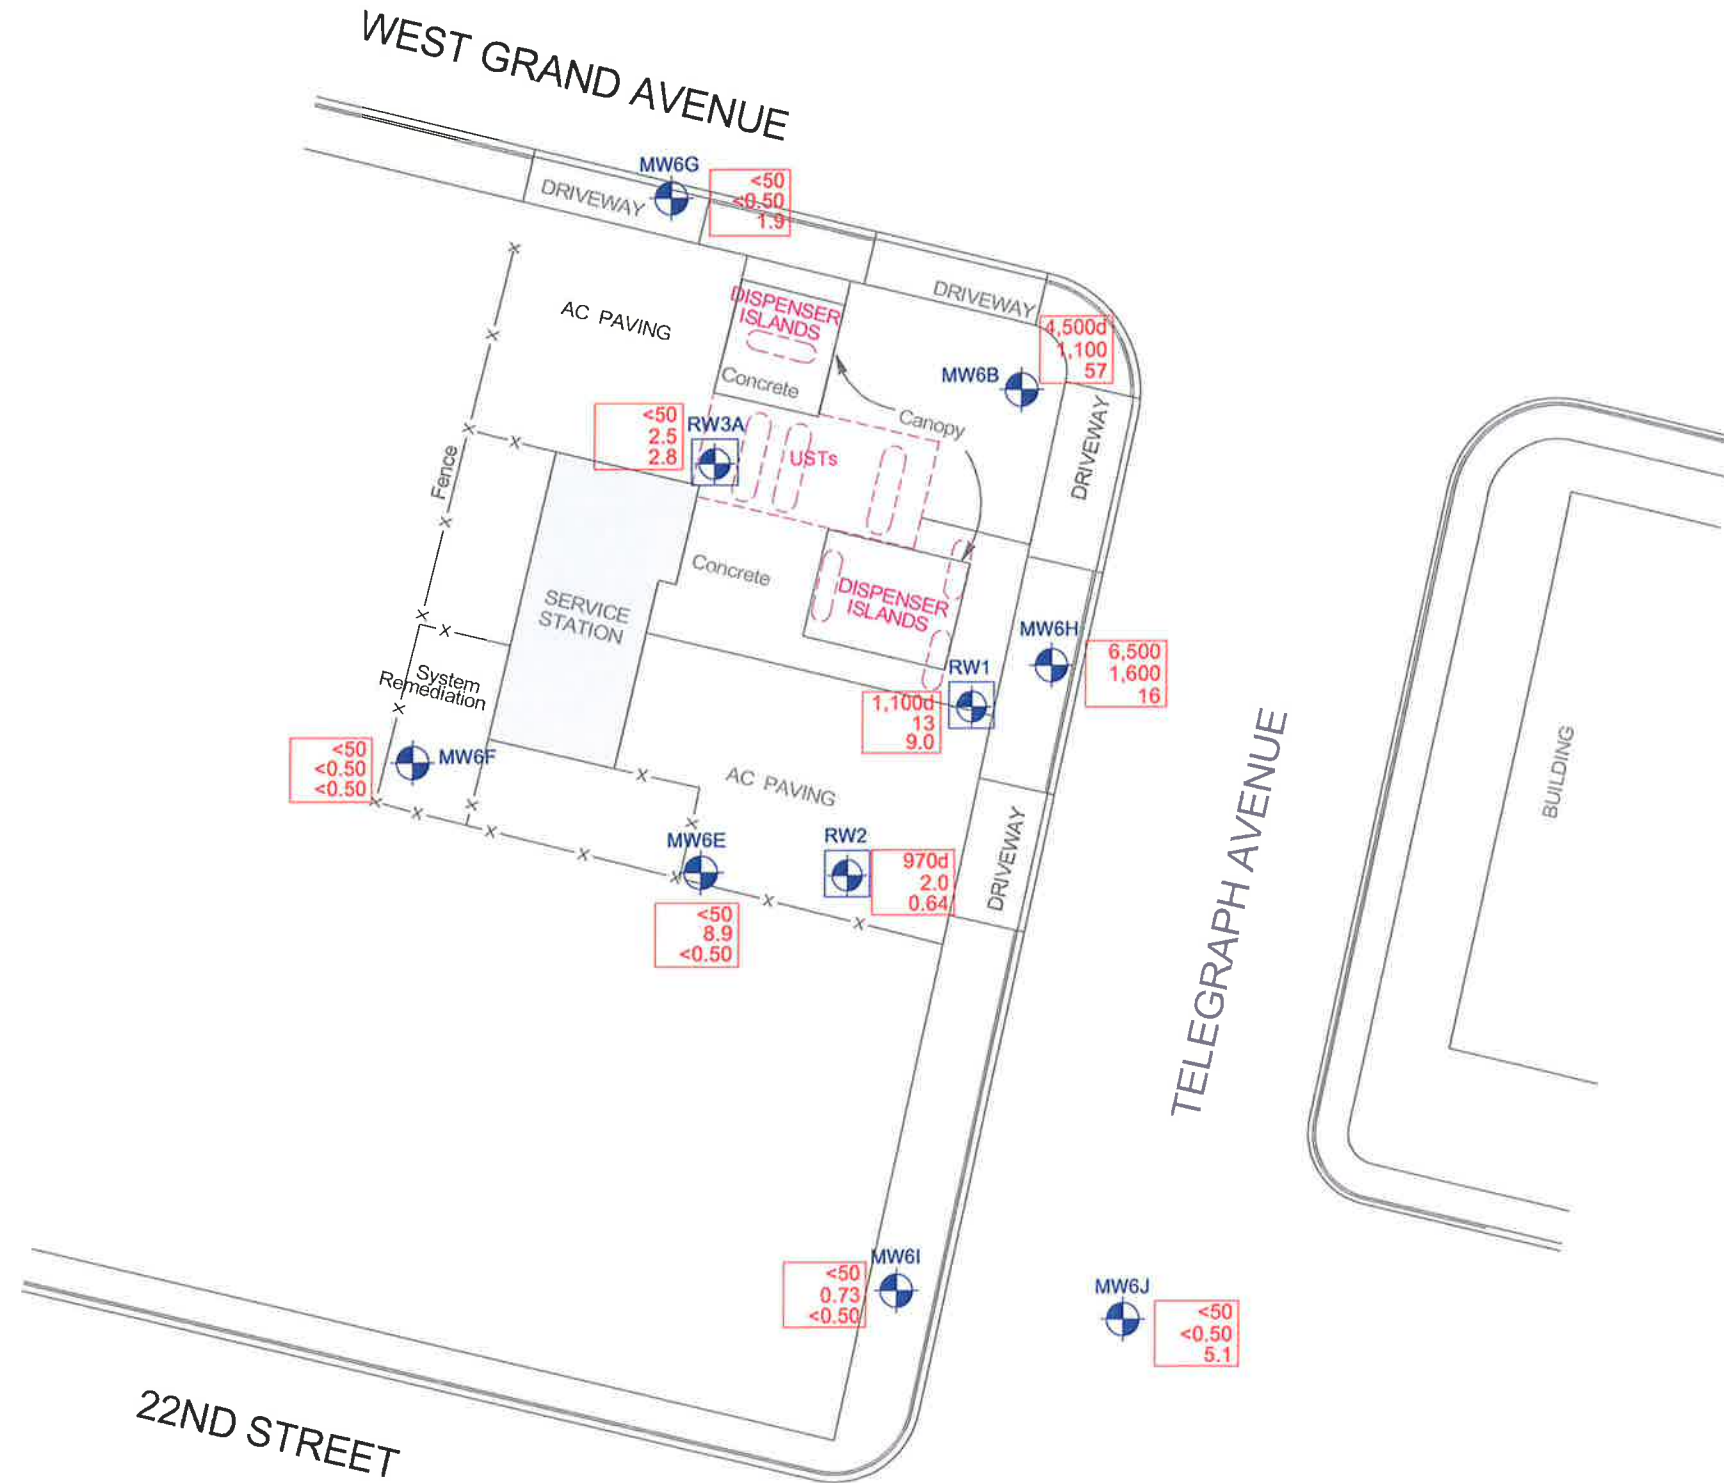 WEST GRAND AVENUE
MW6G
<50
<0.50
1.9
DRIVEWAY
DRIVEWAY
DISPENSER
ISLANDS
AC PAVING
4,500d
1,100
57
MW6B
Concrete
Canopy
DRIVEWAY
<50
2.5
2.8
RW3A
USTs
Fence
Concrete
DISPENSER
ISLANDS
SERVICE
STATION
MW6H
6,500
1,600
16
RW1
1,100d
13
9.0
System
Remediation
<50
<0.50
<0.50
MW6F
AC PAVING
TELEGRAPH AVENUE
BUILDING
MW6E
<50
8.9
<0.50
RW2
970d
2.0
0.64
DRIVEWAY
MW6I
<50
0.73
<0.50
MW6J
<50
<0.50
5.1
22ND STREET